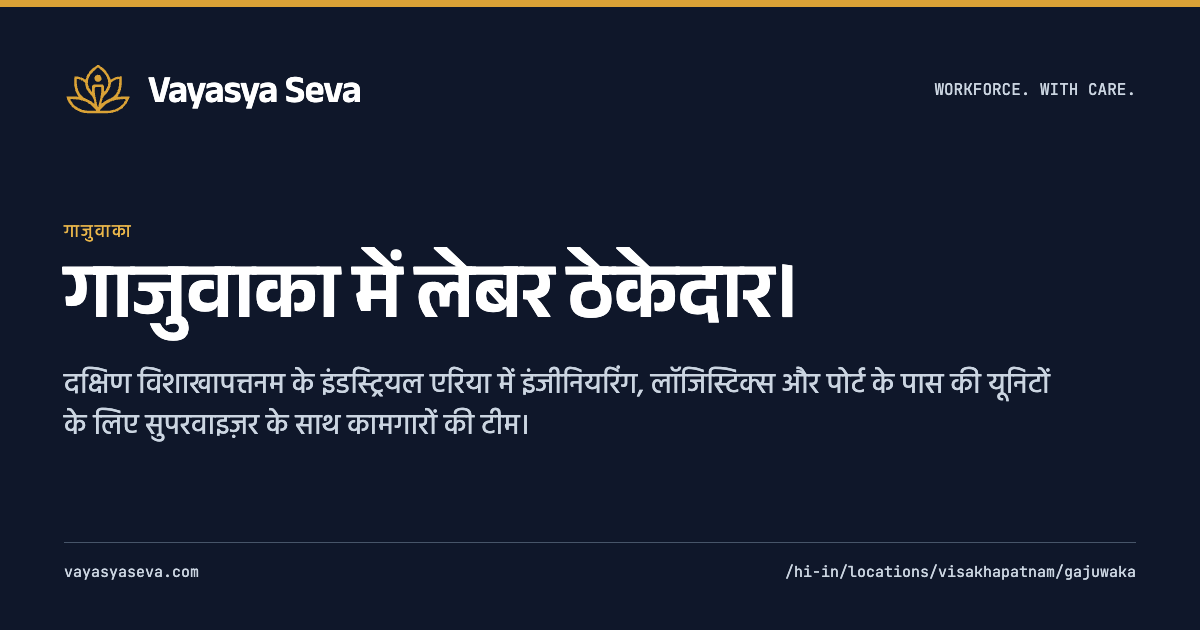 Vayasya Seva
WORKFORCE. WITH CARE.
गाजुवाका
गाजुवाका में लेबर ठेकेदार।
दक्षिण विशाखापत्तनम के इंडस्ट्रियल एरिया में इंजीनियरिंग, लॉजिस्टिक्स और पोर्ट के पास की यूनिटों
के लिए सुपरवाइज़र के साथ कामगारों की टीम।
vayasyaseva.com
/hi-in/locations/visakhapatnam/gajuwaka